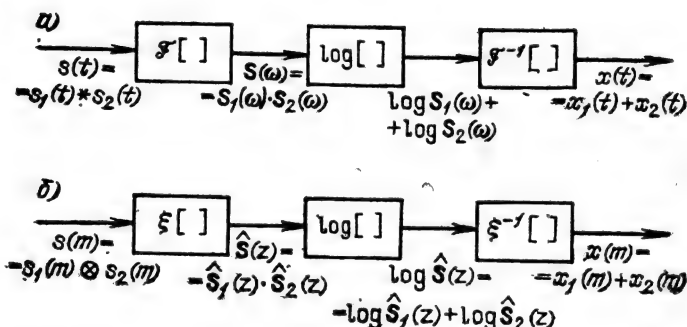 а)
𝓕[ ] log[ ] 𝓕⁻¹[ ]
s(t)= S(ω)= x(t)=
=s₁(t)*s₂(t) =S₁(ω)·S₂(ω) log S₁(ω)+ =x₁(t)+x₂(t)
+log S₂(ω)
б)
ξ[ ] log[ ] ξ⁻¹[ ]
s(m)= Ŝ(z)= log Ŝ(z)= x(m)=
=s₁(m)⊗s₂(m) =Ŝ₁(z)·Ŝ₂(z) =x₁(m)+x₂(m)
=log Ŝ₁(z)+log Ŝ₂(z)